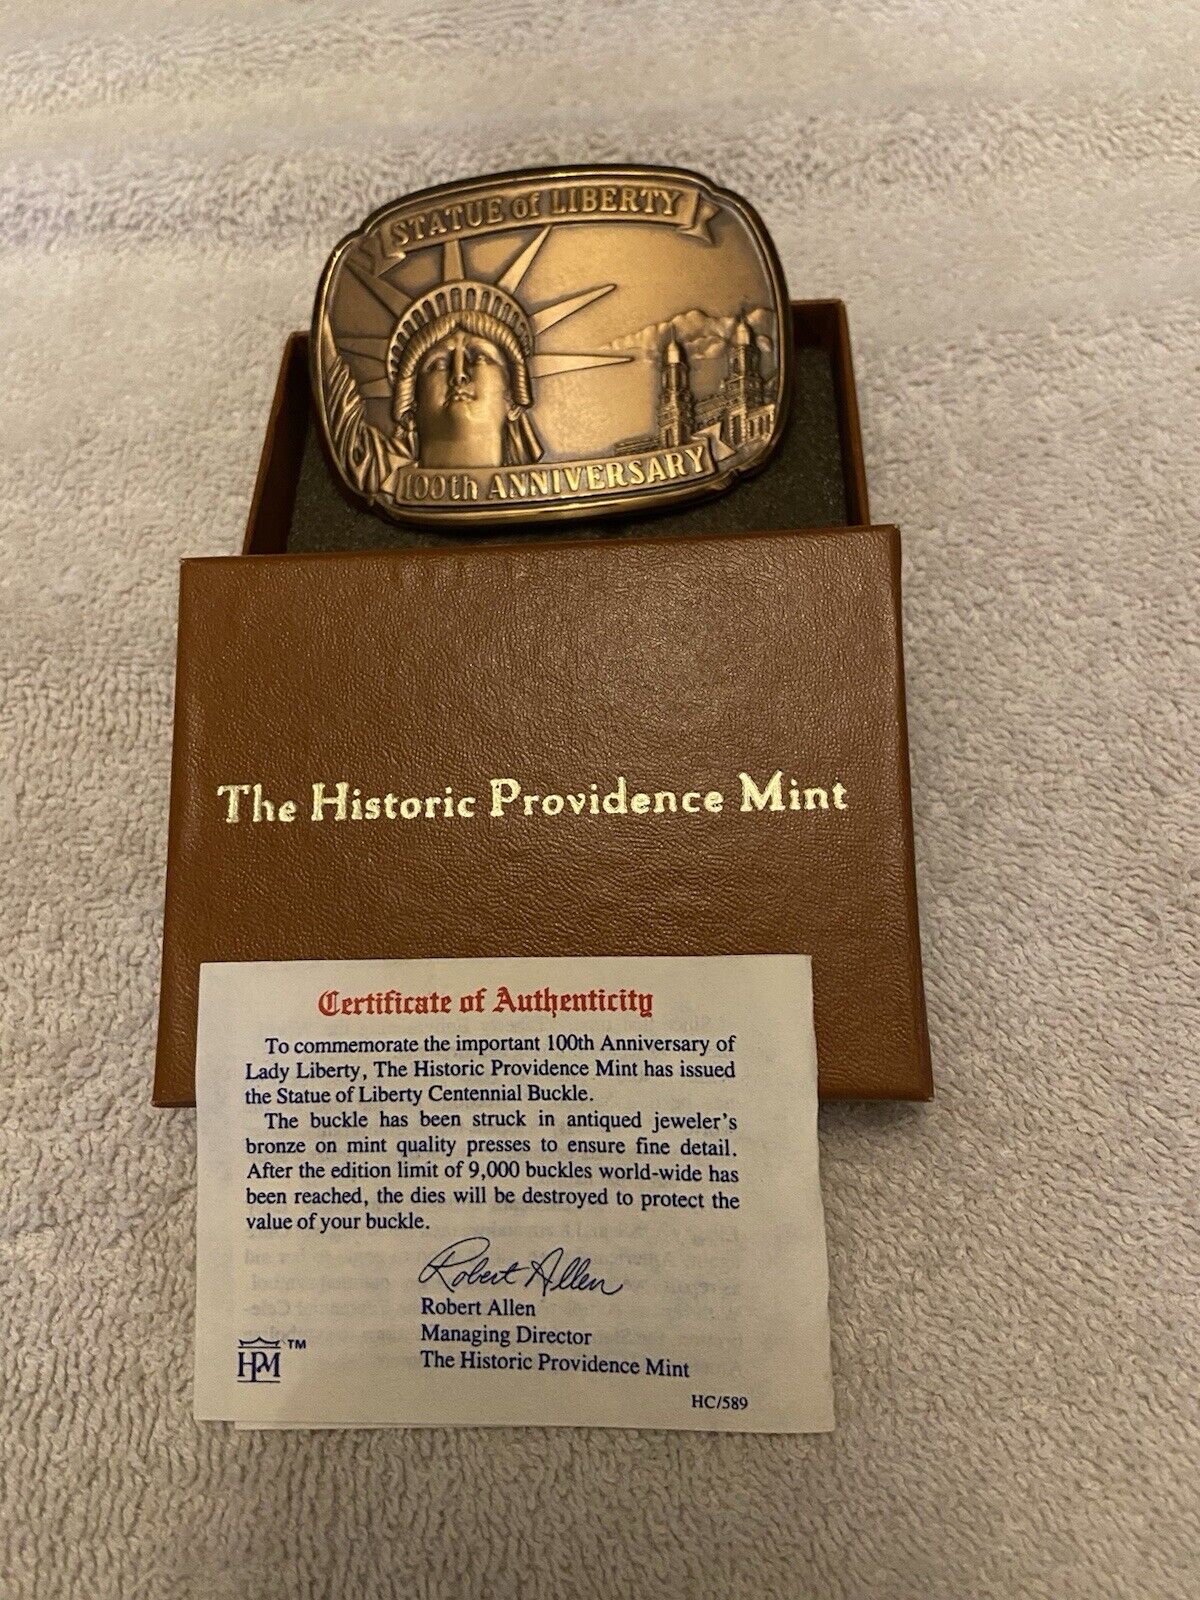 STATUE of LIBERTY
100th ANNIVERSARY
The Historic Providence Mint
Certificate of Authenticity
To commemorate the important 100th Anniversary of
Lady Liberty, The Historic Providence Mint has issued
the Statue of Liberty Centennial Buckle.
The buckle has been struck in antiqued jeweler's
bronze on mint quality presses to ensure fine detail.
After the edition limit of 9,000 buckles world-wide has
been reached, the dies will be destroyed to protect the
value of your buckle.
Robert Allen
Robert Allen
Managing Director
The Historic Providence Mint
HPM TM
HC/589